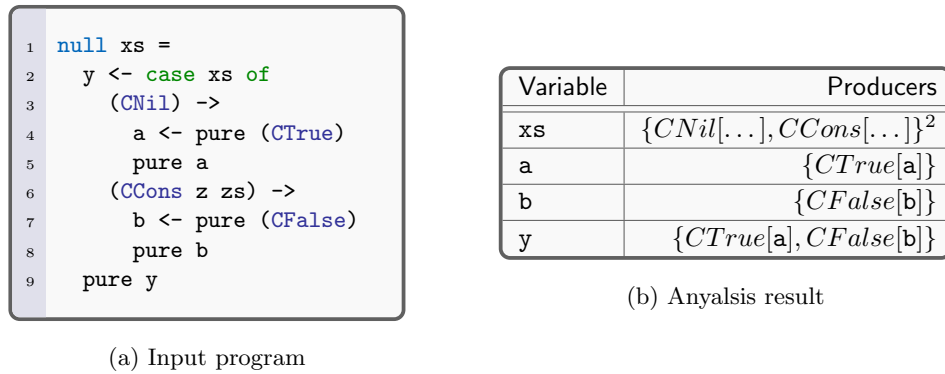 1 null xs =
2 y <- case xs of
3 (CNil) ->
4 a <- pure (CTrue)
5 pure a
6 (CCons z zs) ->
7 b <- pure (CFalse)
8 pure b
9 pure y
(a) Input program
Variable Producers
xs {CNil[...], CCons[...]}²
a {CTrue[a]}
b {CFalse[b]}
y {CTrue[a], CFalse[b]}
(b) Anyalsis result